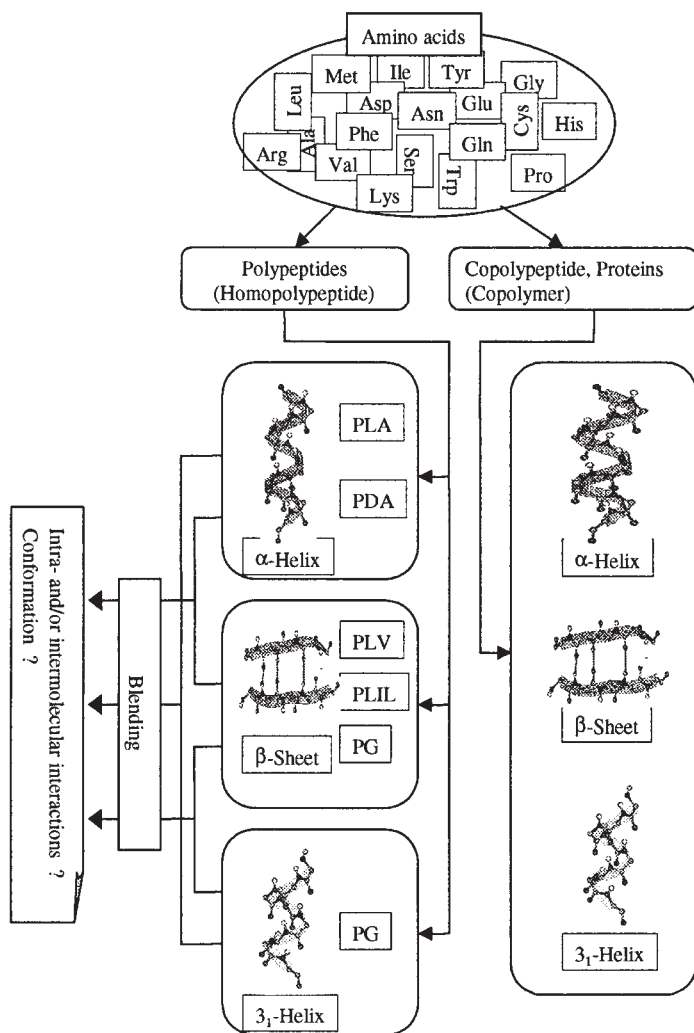 Amino acids
Met
Ile
Tyr
Gly
Leu
Asp
Asn
Glu
Cys
His
Phe
Gln
Ala
Arg
Val
Ser
Trp
Pro
Lys
Polypeptides
(Homopolypeptide)
Copolypeptide, Proteins
(Copolymer)
PLA
PDA
α-Helix
PLV
PLIL
PG
β-Sheet
PG
3₁-Helix
α-Helix
β-Sheet
3₁-Helix
Blending
Intra- and/or intermolecular interactions ?
Conformation ?